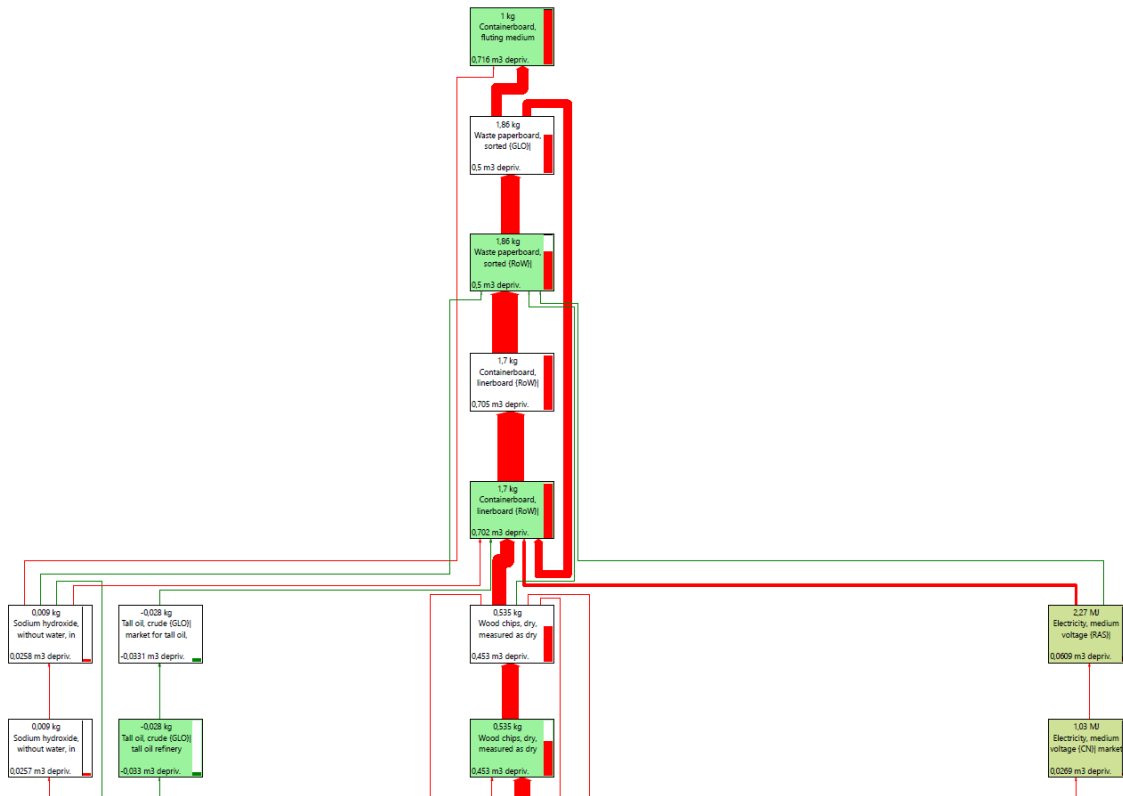 1 kg
Containerboard,
fluting medium
0,716 m3 depriv.
1,86 kg
Waste paperboard,
sorted {GLO}|
0,5 m3 depriv.
1,86 kg
Waste paperboard,
sorted {RoW}|
0,5 m3 depriv.
1,7 kg
Containerboard,
linerboard {RoW}|
0,705 m3 depriv.
1,7 kg
Containerboard,
linerboard {RoW}|
0,702 m3 depriv.
0,009 kg
Sodium hydroxide,
without water, in
0,0258 m3 depriv.
-0,028 kg
Tall oil, crude {GLO}|
market for tall oil,
-0,0331 m3 depriv.
0,535 kg
Wood chips, dry,
measured as dry
0,453 m3 depriv.
2,27 MJ
Electricity, medium
voltage {RAS}|
0,0609 m3 depriv.
0,009 kg
Sodium hydroxide,
without water, in
0,0257 m3 depriv.
-0,028 kg
Tall oil, crude {GLO}|
tall oil refinery
-0,033 m3 depriv.
0,535 kg
Wood chips, dry,
measured as dry
0,453 m3 depriv.
1,03 MJ
Electricity, medium
voltage {CN}| market
0,0269 m3 depriv.